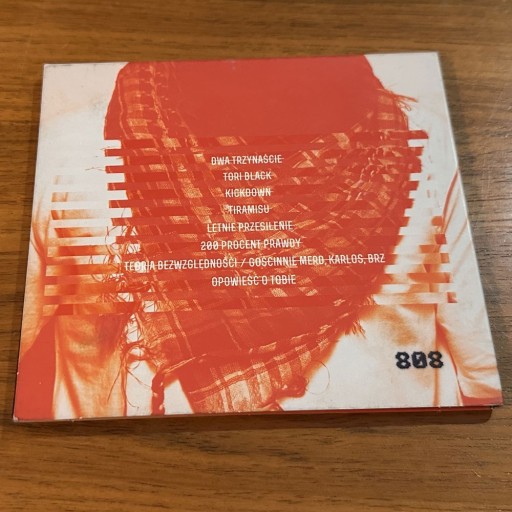 DWA.TRZYNAŚCIE
TORI BLACK
KICKDOWN
TIRAMISU
LETNIE PRZESILENIE
200 PROCENT PRAWDY
TEORIA BEZWZGLĘDNOŚCI / GOŚCINNIE MERO, KARLOS, BRZ
OPOWIEŚĆ O TOBIE
808